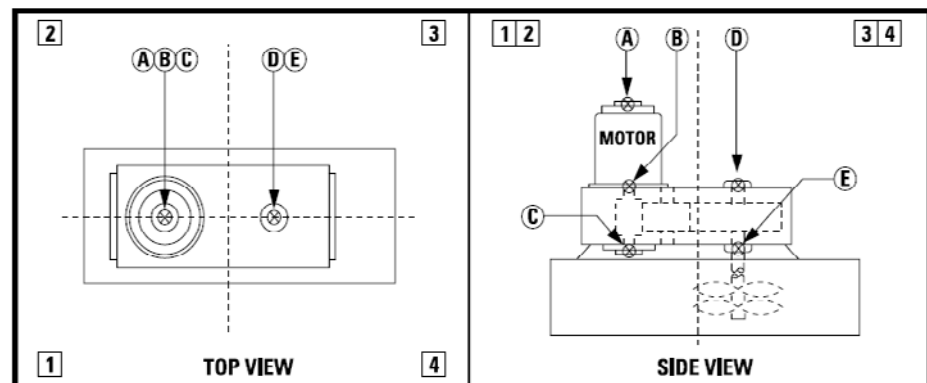 2
3
A B C
D E
1
4
TOP VIEW
1 2
3 4
A
B
D
MOTOR
E
C
SIDE VIEW